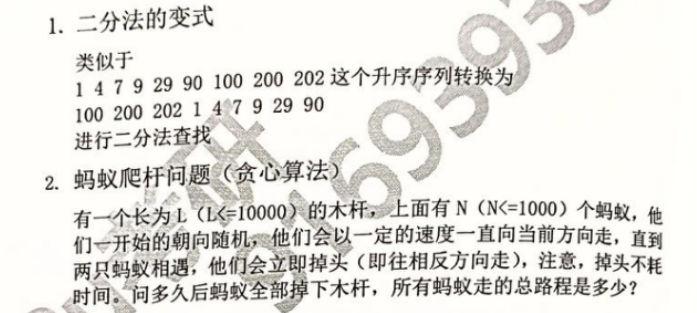 1. 二分法的变式
类似于
1 4 7 9 29 90 100 200 202 这个升序序列转换为
100 200 202 1 4 7 9 29 90
进行二分法查找
2. 蚂蚁爬杆问题（贪心算法）
有一个长为 L（L<=10000）的木杆，上面有 N（N<=1000）个蚂蚁，他
们一开始的朝向随机，他们会以一定的速度一直向当前方向走，直到
两只蚂蚁相遇，他们会立即掉头（即往相反方向走），注意，掉头不耗
时间。问多久后蚂蚁全部掉下木杆，所有蚂蚁走的总路程是多少？